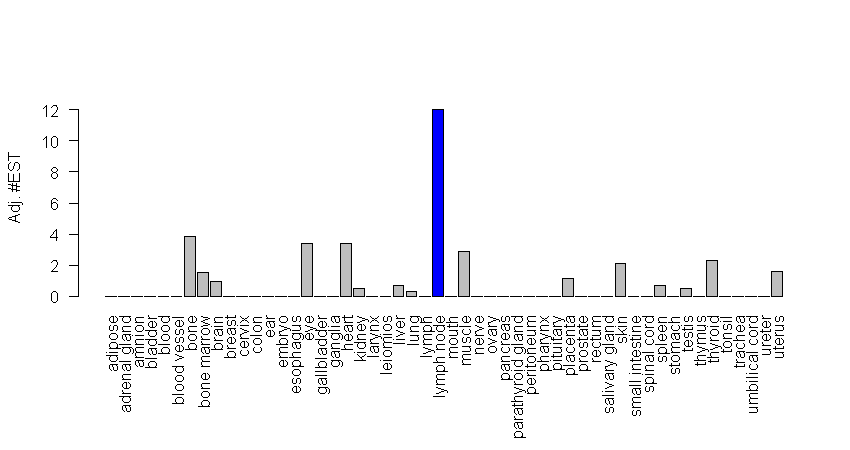 Adj. #EST
12
10
8
6
4
2
0
adipose
adrenal gland
amnion
bladder
blood
blood vessel
bone
bone marrow
brain
breast
cervix
colon
ear
embryo
esophagus
eye
gallbladder
ganglia
heart
kidney
larynx
leiomios
liver
lung
lymph
lymph node
mouth
muscle
nerve
ovary
pancreas
parathyroid gland
peritoneum
pharynx
pituitary
placenta
prostate
rectum
salivary gland
skin
small intestine
spinal cord
spleen
stomach
testis
thymus
thyroid
tonsil
trachea
umbilical cord
ureter
uterus